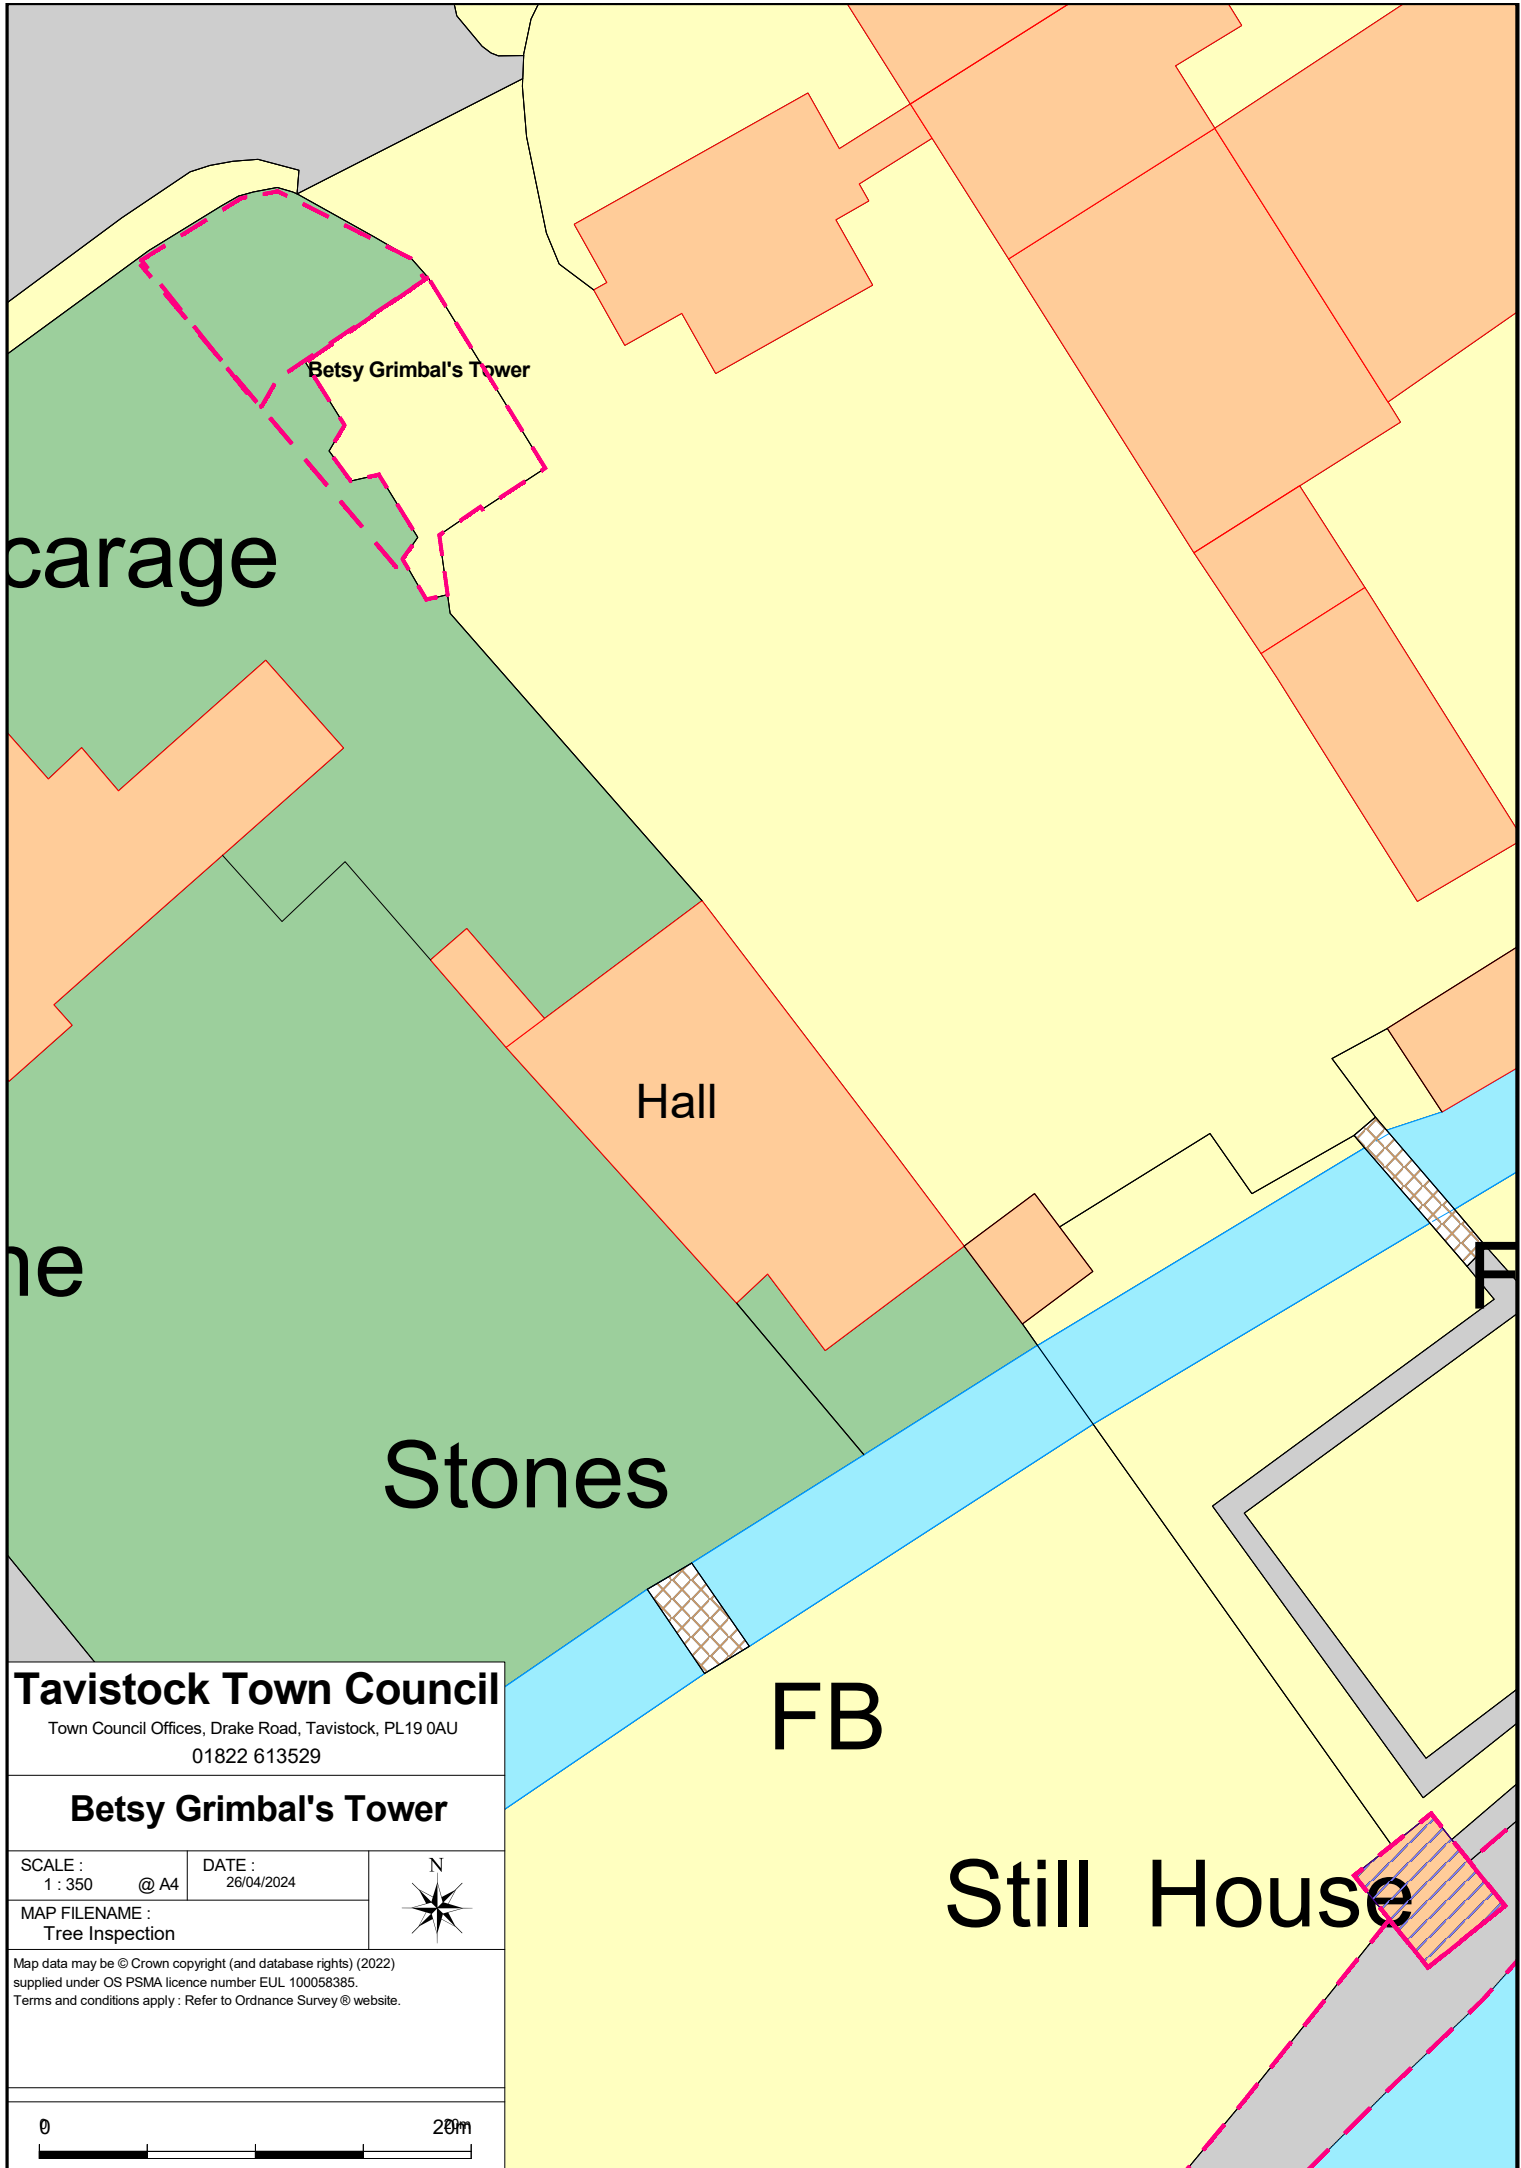 Betsy Grimbal's Tower
carage
Hall
ne
F
Stones
FB
Still House
Tavistock Town Council
Town Council Offices, Drake Road, Tavistock, PL19 0AU
01822 613529
Betsy Grimbal's Tower
SCALE :
1 : 350 @ A4
DATE :
26/04/2024
N
MAP FILENAME :
Tree Inspection
Map data may be © Crown copyright (and database rights) (2022)
supplied under OS PSMA licence number EUL 100058385.
Terms and conditions apply : Refer to Ordnance Survey ® website.
0 20m